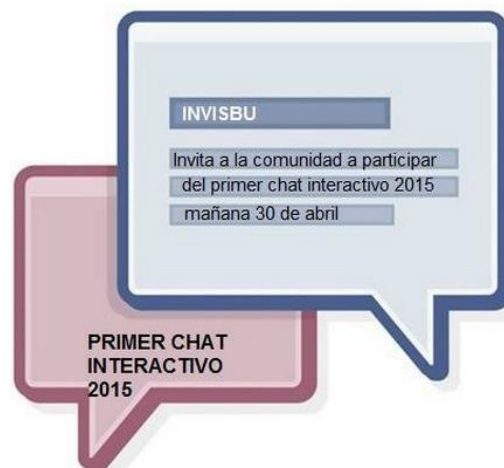 INVISBU
Invita a la comunidad a participar
del primer chat interactivo 2015
mañana 30 de abril
PRIMER CHAT
INTERACTIVO
2015